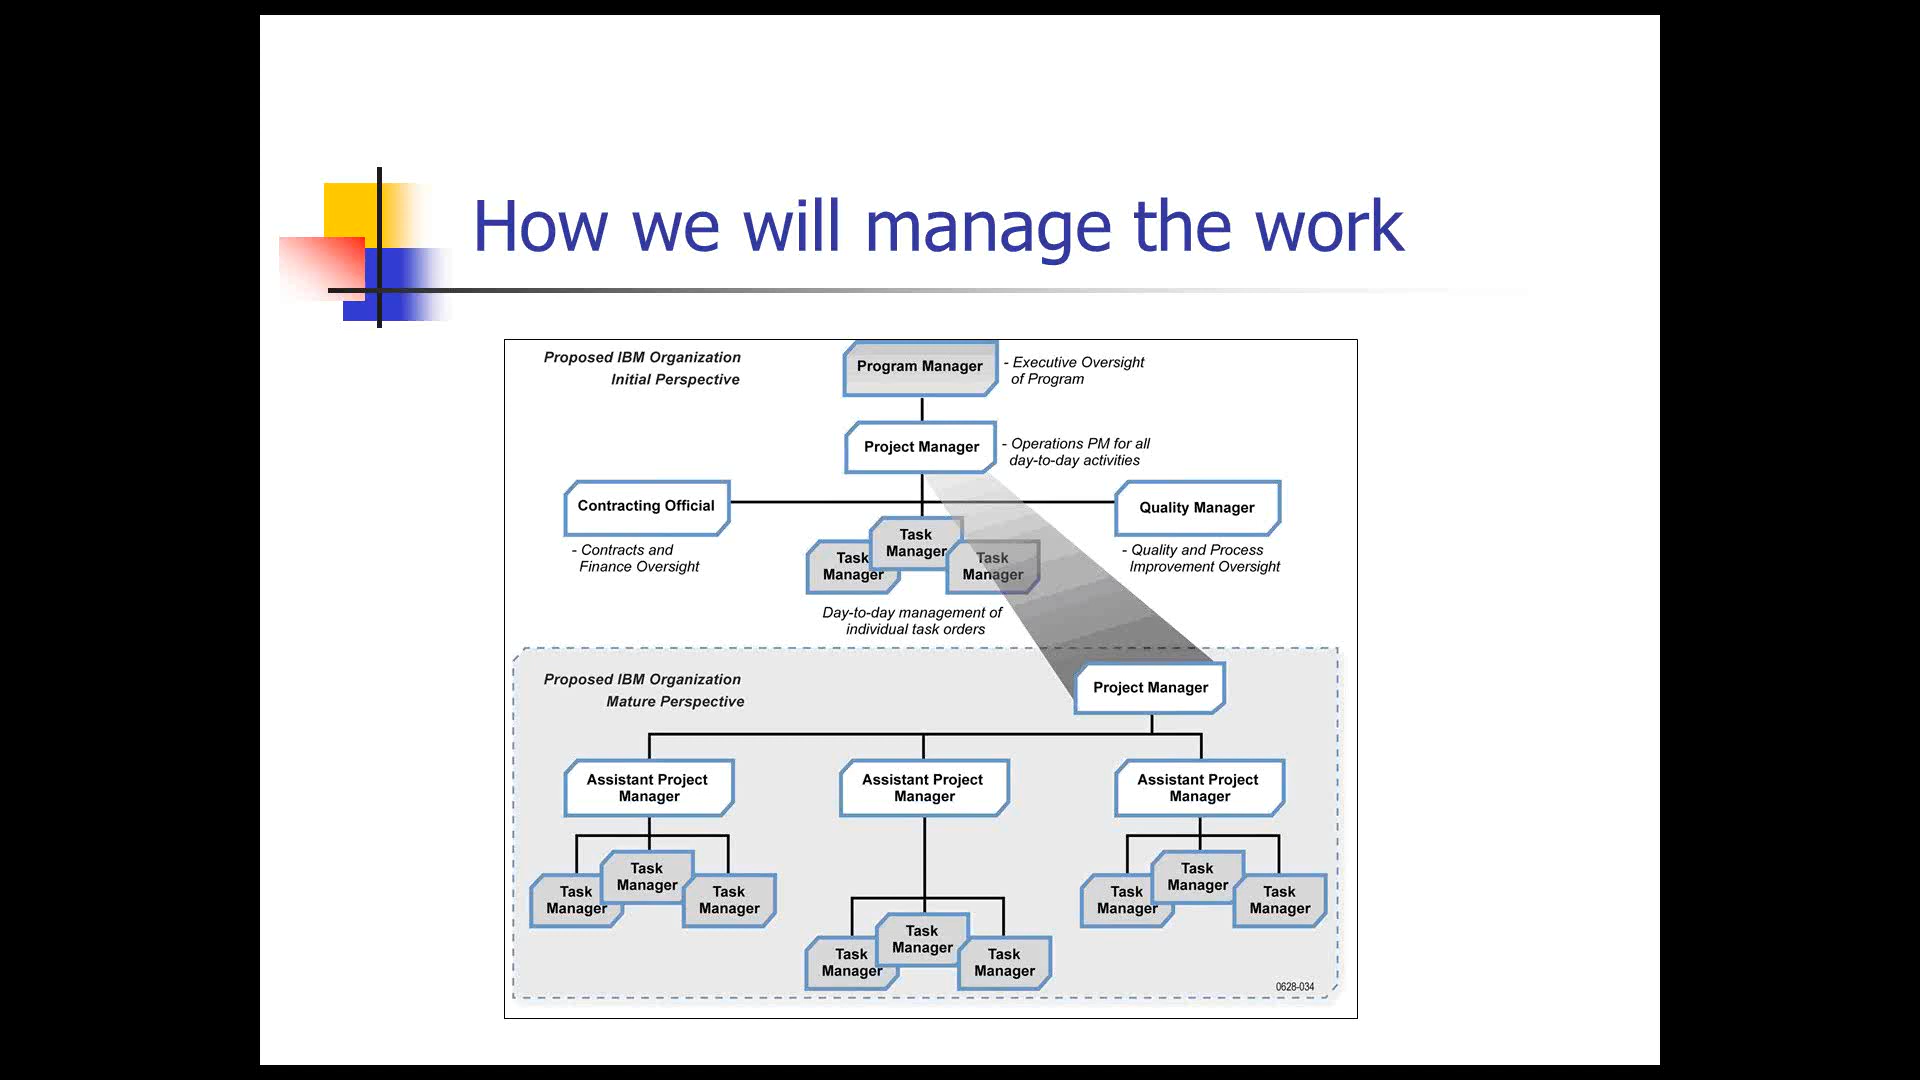 How we will manage the work
Proposed IBM Organization
Initial Perspective
Program Manager
- Executive Oversight
of Program
Project Manager
- Operations PM for all
day-to-day activities
Contracting Official
- Contracts and
Finance Oversight
Quality Manager
- Quality and Process
Improvement Oversight
Task
Manager
Task
Manager
Task
Manager
Day-to-day management of
individual task orders
Proposed IBM Organization
Mature Perspective
Project Manager
Assistant Project
Manager
Assistant Project
Manager
Assistant Project
Manager
Task
Manager
Task
Manager
Task
Manager
Task
Manager
Task
Manager
Task
Manager
Task
Manager
Task
Manager
Task
Manager
0628-034